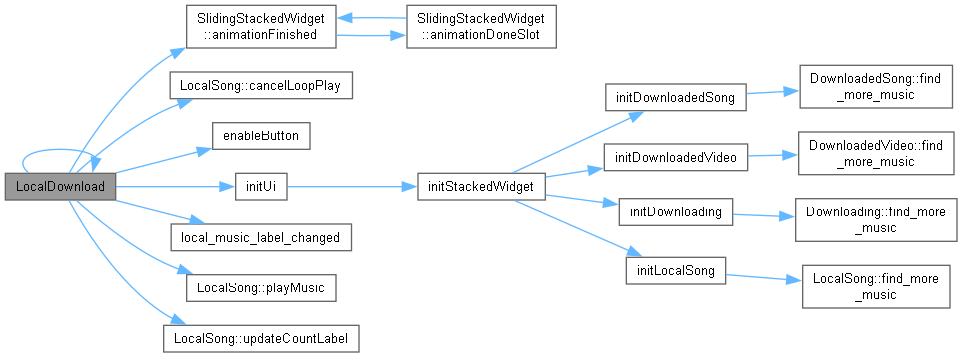 SlidingStackedWidget
::animationFinished
SlidingStackedWidget
::animationDoneSlot
LocalSong::cancelLoopPlay
enableButton
LocalDownload
initUi
local_music_label_changed
LocalSong::playMusic
LocalSong::updateCountLabel
initStackedWidget
initDownloadedSong
initDownloadedVideo
initDownloading
initLocalSong
DownloadedSong::find
_more_music
DownloadedVideo::find
_more_music
Downloading::find_more
_music
LocalSong::find_more
_music